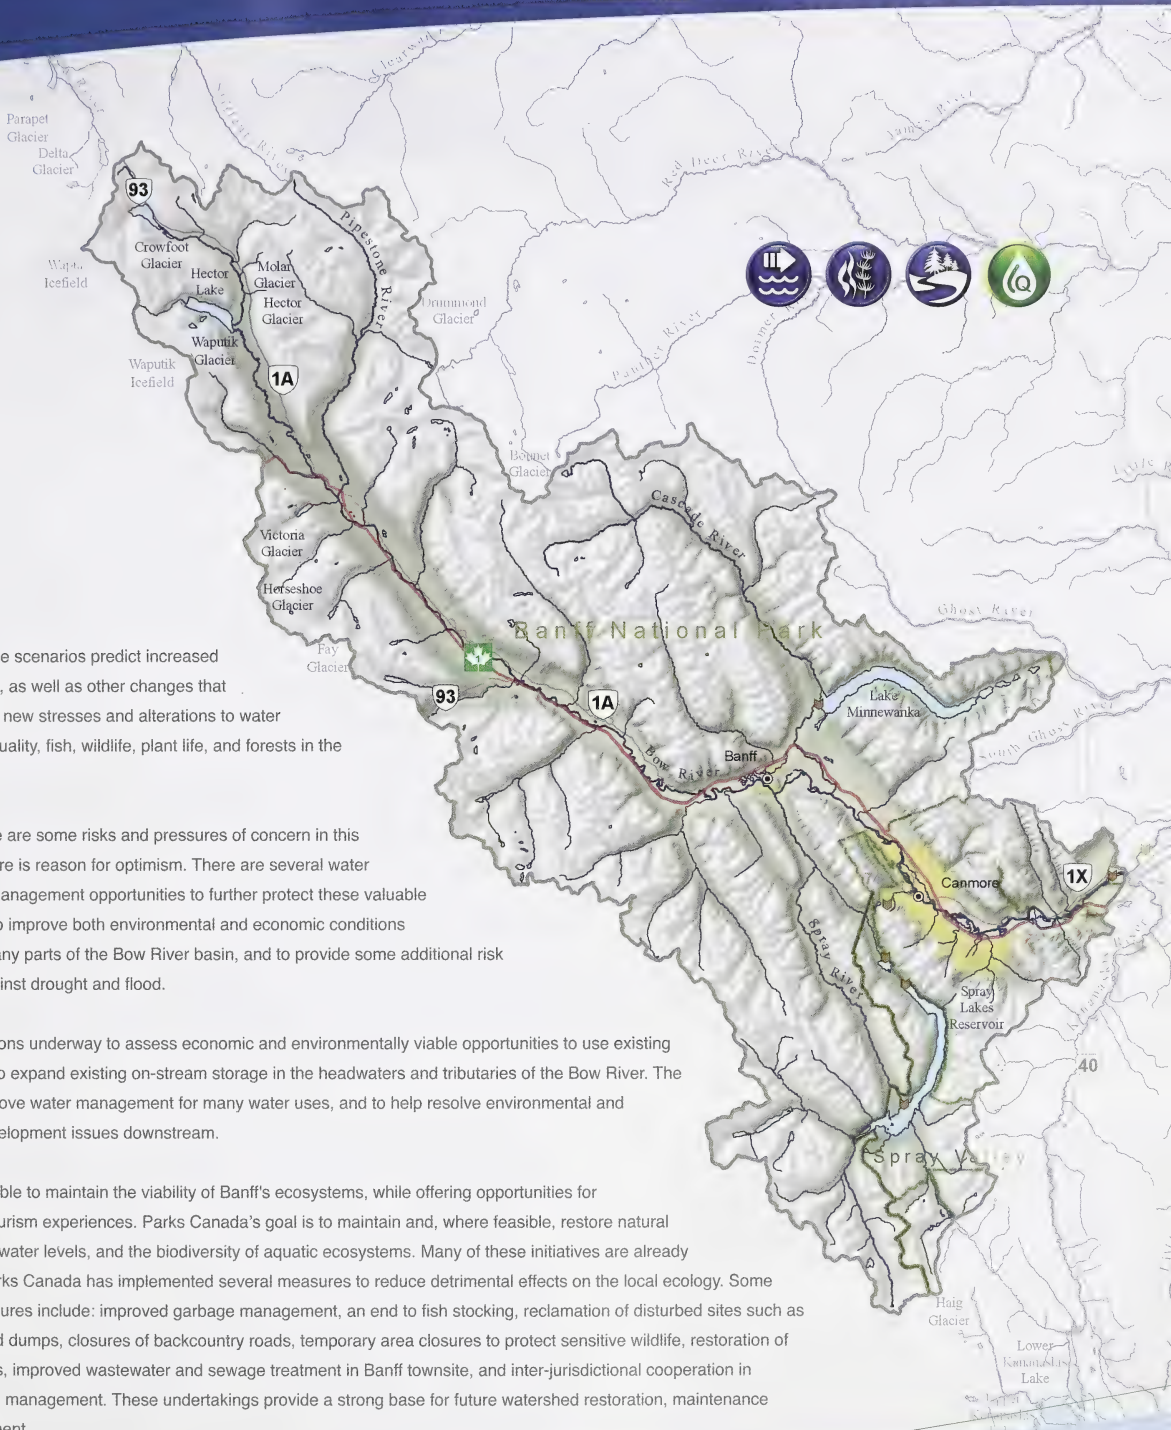 Clearwater
Parapet
Glacier
Delta
Glacier
Siffleur River
James River
Red Deer River
93
Pipestone River
Crowfoot
Glacier
Wapta
Icefield
Hector
Lake
Molar
Glacier
Hector
Glacier
Drummond
Glacier
Q
Panther River
Dormer
Waputik
Glacier
Waputik
Icefield
1A
Bonnet
Glacier
Cascade River
Victoria
Glacier
Horseshoe
Glacier
Ghost River
Banff National Park
Fay
Glacier
1
93
1A
Lake
Minnewanka
South Ghost River
Bow River
Banff
Canmore
1X
Spray River
Spray
Lakes
Reservoir
Kananaskis
40
Spray Valley
Haig
Glacier
Lower
Kananaskis
Lake
e scenarios predict increased
, as well as other changes that
new stresses and alterations to water
uality, fish, wildlife, plant life, and forests in the
e are some risks and pressures of concern in this
re is reason for optimism. There are several water
anagement opportunities to further protect these valuable
o improve both environmental and economic conditions
any parts of the Bow River basin, and to provide some additional risk
inst drought and flood.
ons underway to assess economic and environmentally viable opportunities to use existing
o expand existing on-stream storage in the headwaters and tributaries of the Bow River. The
ove water management for many water uses, and to help resolve environmental and
elopment issues downstream.
ble to maintain the viability of Banff's ecosystems, while offering opportunities for
urism experiences. Parks Canada's goal is to maintain and, where feasible, restore natural
water levels, and the biodiversity of aquatic ecosystems. Many of these initiatives are already
rks Canada has implemented several measures to reduce detrimental effects on the local ecology. Some
ures include: improved garbage management, an end to fish stocking, reclamation of disturbed sites such as
d dumps, closures of backcountry roads, temporary area closures to protect sensitive wildlife, restoration of
s, improved wastewater and sewage treatment in Banff townsite, and inter-jurisdictional cooperation in
management. These undertakings provide a strong base for future watershed restoration, maintenance